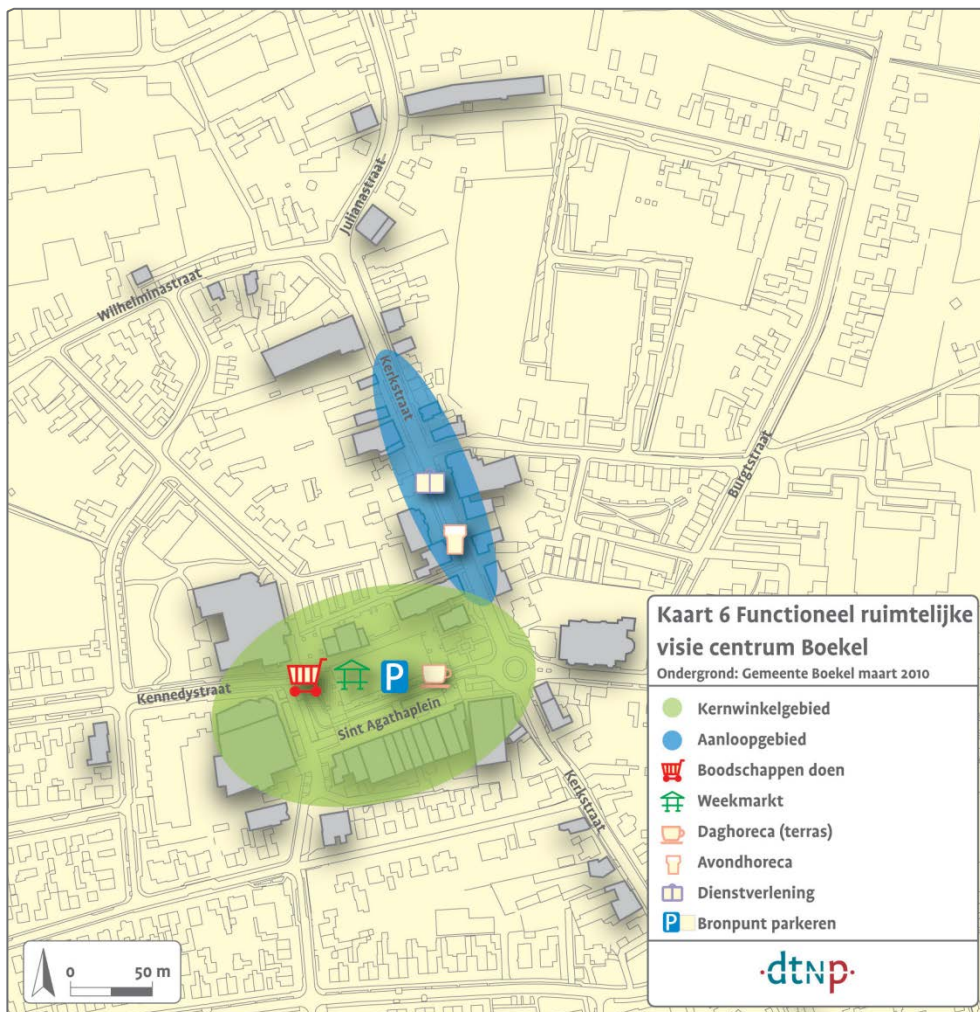 Julianastraat
Wilhelminastraat
Kerkstraat
Burgtstraat
Kennedystraat
P
Sint Agathaplein
Kerkstraat
Kaart 6 Functioneel ruimtelijke
visie centrum Boekel
Ondergrond: Gemeente Boekel maart 2010
Kernwinkelgebied
Aanloopgebied
Boodschappen doen
Weekmarkt
Daghoreca (terras)
Avondhoreca
Dienstverlening
P Bronpunt parkeren
0 50 m
·dtNp·